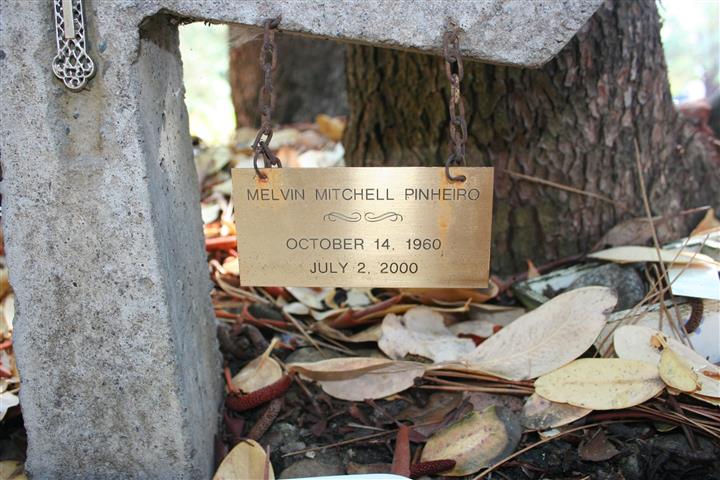 MELVIN MITCHELL PINHEIRO
OCTOBER 14, 1960
JULY 2, 2000